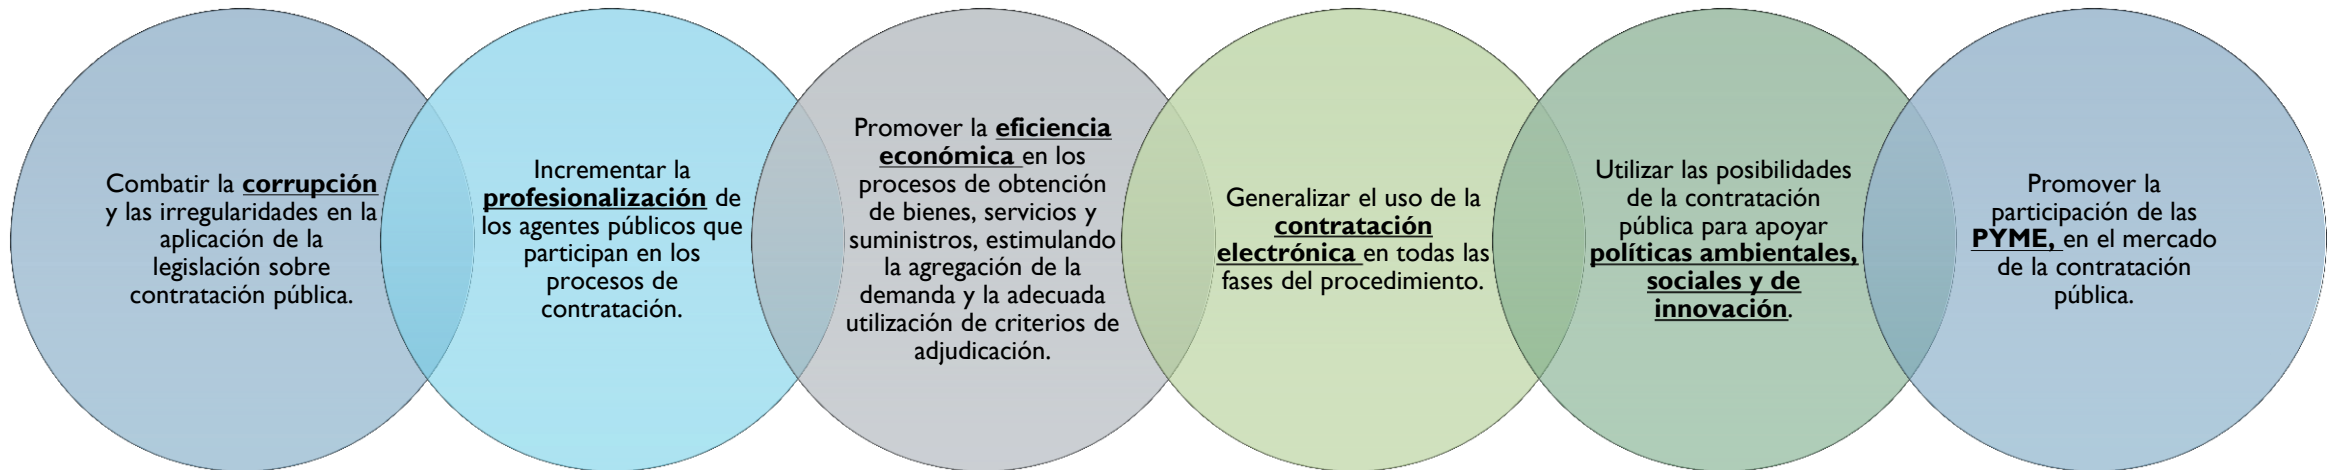 Combatir la corrupción
y las irregularidades en la
aplicación de la
legislación sobre
contratación pública.
Incrementar la
profesionalización de
los agentes públicos que
participan en los
procesos de
contratación.
Promover la eficiencia
económica en los
procesos de obtención
de bienes, servicios y
suministros, estimulando
la agregación de la
demanda y la adecuada
utilización de criterios de
adjudicación.
Generalizar el uso de la
contratación
electrónica en todas las
fases del procedimiento.
Utilizar las posibilidades
de la contratación
pública para apoyar
políticas ambientales,
sociales y de
innovación.
Promover la
participación de las
PYME, en el mercado
de la contratación
pública.